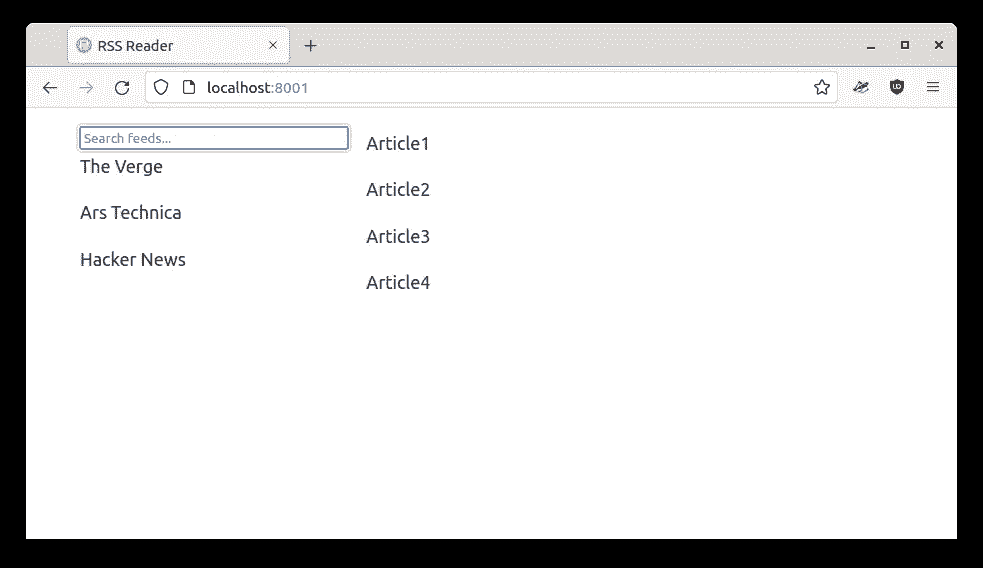 RSS Reader
localhost:8001
Search feeds...
The Verge
Ars Technica
Hacker News
Article1
Article2
Article3
Article4